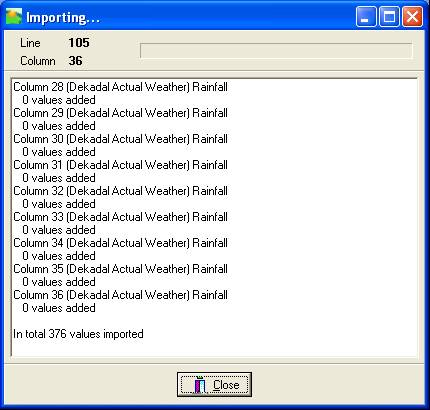 Importing...
Line 105
Column 36
Column 28 (Dekadal Actual Weather) Rainfall
0 values added
Column 29 (Dekadal Actual Weather) Rainfall
0 values added
Column 30 (Dekadal Actual Weather) Rainfall
0 values added
Column 31 (Dekadal Actual Weather) Rainfall
0 values added
Column 32 (Dekadal Actual Weather) Rainfall
0 values added
Column 33 (Dekadal Actual Weather) Rainfall
0 values added
Column 34 (Dekadal Actual Weather) Rainfall
0 values added
Column 35 (Dekadal Actual Weather) Rainfall
0 values added
Column 36 (Dekadal Actual Weather) Rainfall
0 values added
In total 376 values imported
Close